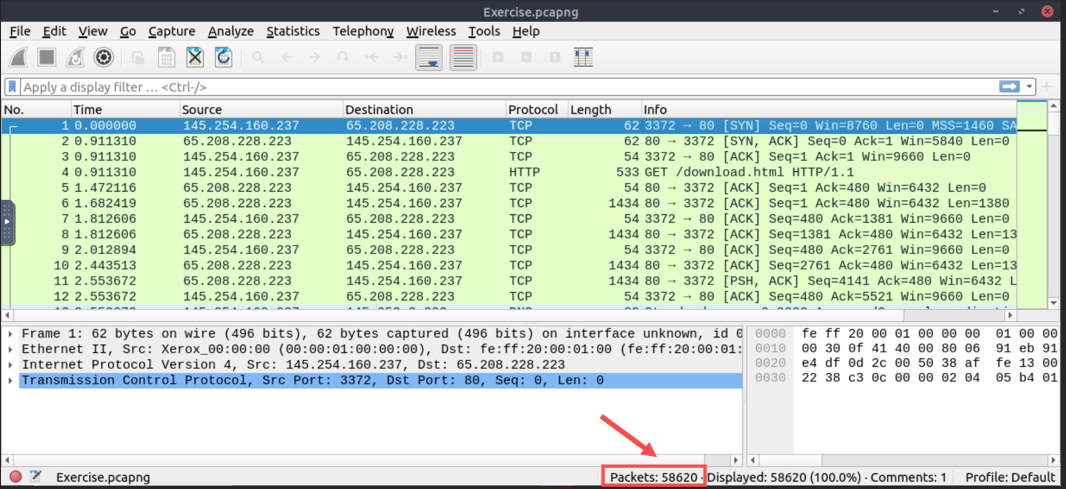 Exercise.pcapng
File Edit View Go Capture Analyze Statistics Telephony Wireless Tools Help
Apply a display filter … <Ctrl-/>
No. Time Source Destination Protocol Length Info
1 0.000000 145.254.160.237 65.208.228.223 TCP 62 3372 → 80 [SYN] Seq=0 Win=8760 Len=0 MSS=1460 SA
2 0.911310 65.208.228.223 145.254.160.237 TCP 62 80 → 3372 [SYN, ACK] Seq=0 Ack=1 Win=5840 Len=0
3 0.911310 145.254.160.237 65.208.228.223 TCP 54 3372 → 80 [ACK] Seq=1 Ack=1 Win=9660 Len=0
4 0.911310 145.254.160.237 65.208.228.223 HTTP 533 GET /download.html HTTP/1.1
5 1.472116 65.208.228.223 145.254.160.237 TCP 54 80 → 3372 [ACK] Seq=1 Ack=480 Win=6432 Len=0
6 1.682419 65.208.228.223 145.254.160.237 TCP 1434 80 → 3372 [ACK] Seq=1 Ack=480 Win=6432 Len=1380
7 1.812606 145.254.160.237 65.208.228.223 TCP 54 3372 → 80 [ACK] Seq=480 Ack=1381 Win=9660 Len=0
8 1.812606 65.208.228.223 145.254.160.237 TCP 1434 80 → 3372 [ACK] Seq=1381 Ack=480 Win=6432 Len=13
9 2.012894 145.254.160.237 65.208.228.223 TCP 54 3372 → 80 [ACK] Seq=480 Ack=2761 Win=9660 Len=0
10 2.443513 65.208.228.223 145.254.160.237 TCP 1434 80 → 3372 [ACK] Seq=2761 Ack=480 Win=6432 Len=13
11 2.553672 65.208.228.223 145.254.160.237 TCP 1434 80 → 3372 [PSH, ACK] Seq=4141 Ack=480 Win=6432 L
12 2.553672 145.254.160.237 65.208.228.223 TCP 54 3372 → 80 [ACK] Seq=480 Ack=5521 Win=9660 Len=0
Frame 1: 62 bytes on wire (496 bits), 62 bytes captured (496 bits) on interface unknown, id 0
Ethernet II, Src: Xerox_00:00:00 (00:00:01:00:00:00), Dst: fe:ff:20:00:01:00 (fe:ff:20:00:01:
Internet Protocol Version 4, Src: 145.254.160.237, Dst: 65.208.228.223
Transmission Control Protocol, Src Port: 3372, Dst Port: 80, Seq: 0, Len: 0
0000 fe ff 20 00 01 00 00 00 01 00 00
0010 00 30 0f 41 40 00 80 06 91 eb 91
0020 e4 df 0d 2c 00 50 38 af fe 13 00
0030 22 38 c3 0c 00 00 02 04 05 b4 01
Exercise.pcapng Packets: 58620 · Displayed: 58620 (100.0%) · Comments: 1 Profile: Default